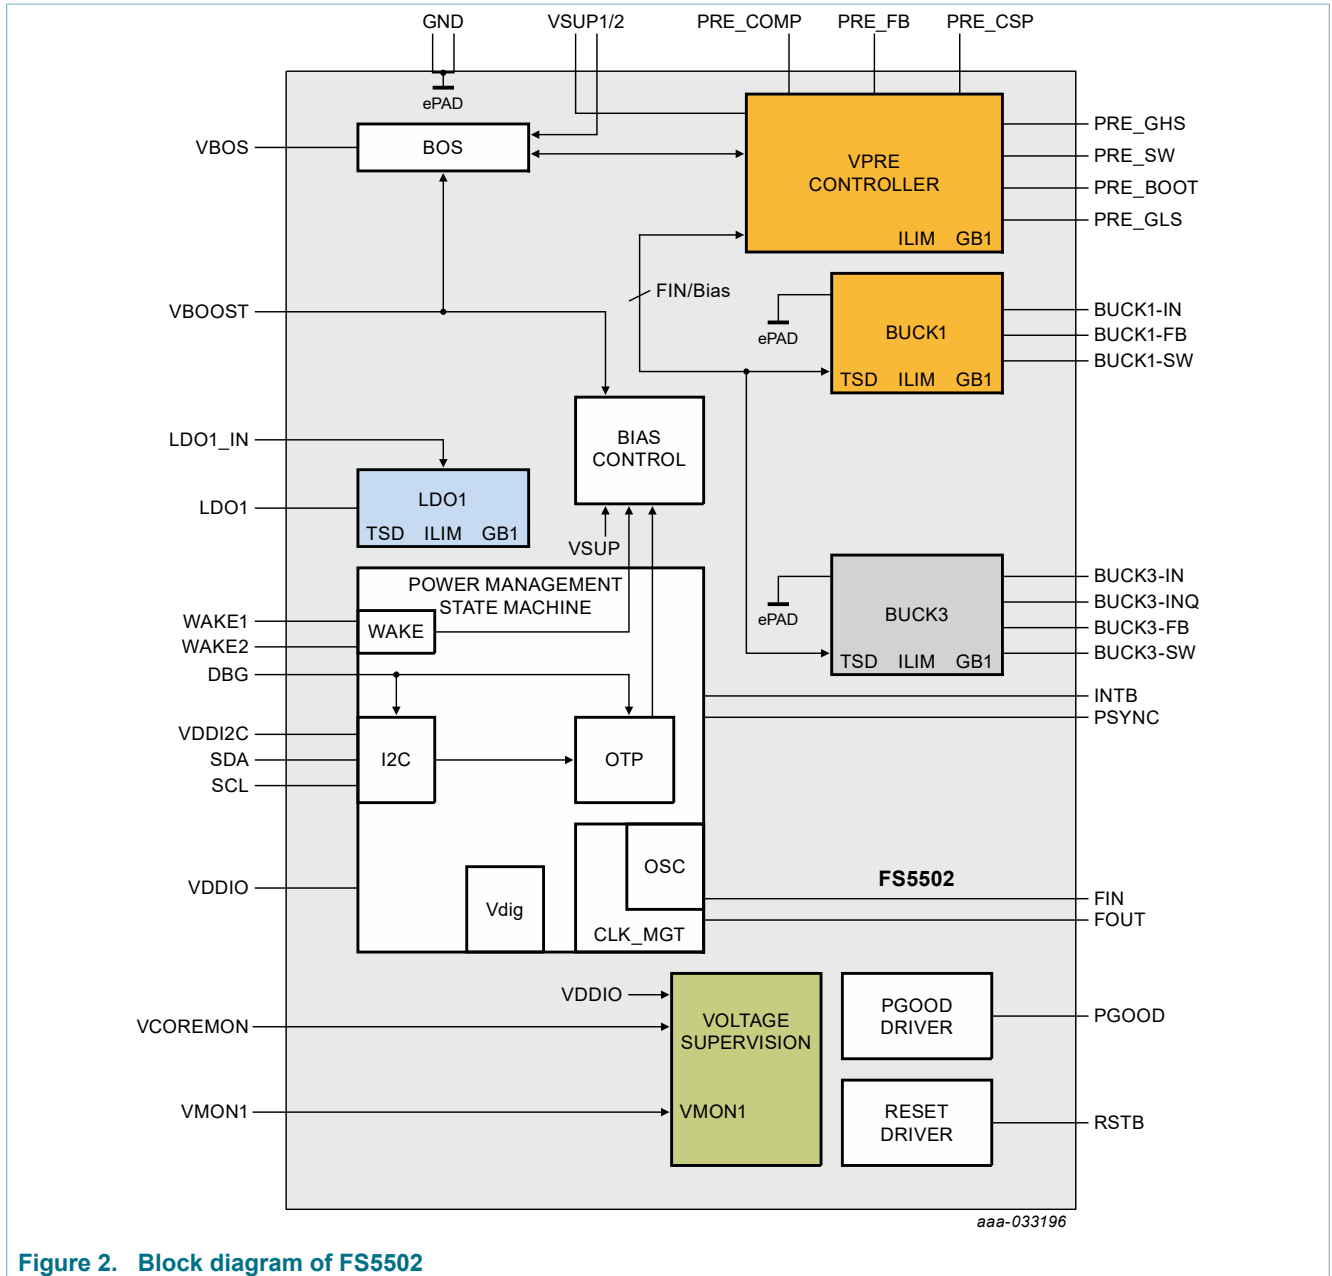 GND VSUP1/2 PRE_COMP PRE_FB PRE_CSP
ePAD
VBOS
BOS
VPRE
CONTROLLER
ILIM GB1
PRE_GHS
PRE_SW
PRE_BOOT
PRE_GLS
FIN/Bias
VBOOST
ePAD
BUCK1
TSD ILIM GB1
BUCK1-IN
BUCK1-FB
BUCK1-SW
BIAS
CONTROL
LDO1_IN
LDO1
LDO1
TSD ILIM GB1
VSUP
POWER MANAGEMENT
STATE MACHINE
WAKE1
WAKE2
WAKE
DBG
ePAD
BUCK3
TSD ILIM GB1
BUCK3-IN
BUCK3-INQ
BUCK3-FB
BUCK3-SW
INTB
PSYNC
VDDI2C
SDA
SCL
I2C
OTP
OSC
VDDIO
Vdig
CLK_MGT
FS5502
FIN
FOUT
VDDIO
VCOREMON
VOLTAGE
SUPERVISION
VMON1
VMON1
PGOOD
DRIVER
PGOOD
RESET
DRIVER
RSTB
aaa-033196
Figure 2. Block diagram of FS5502